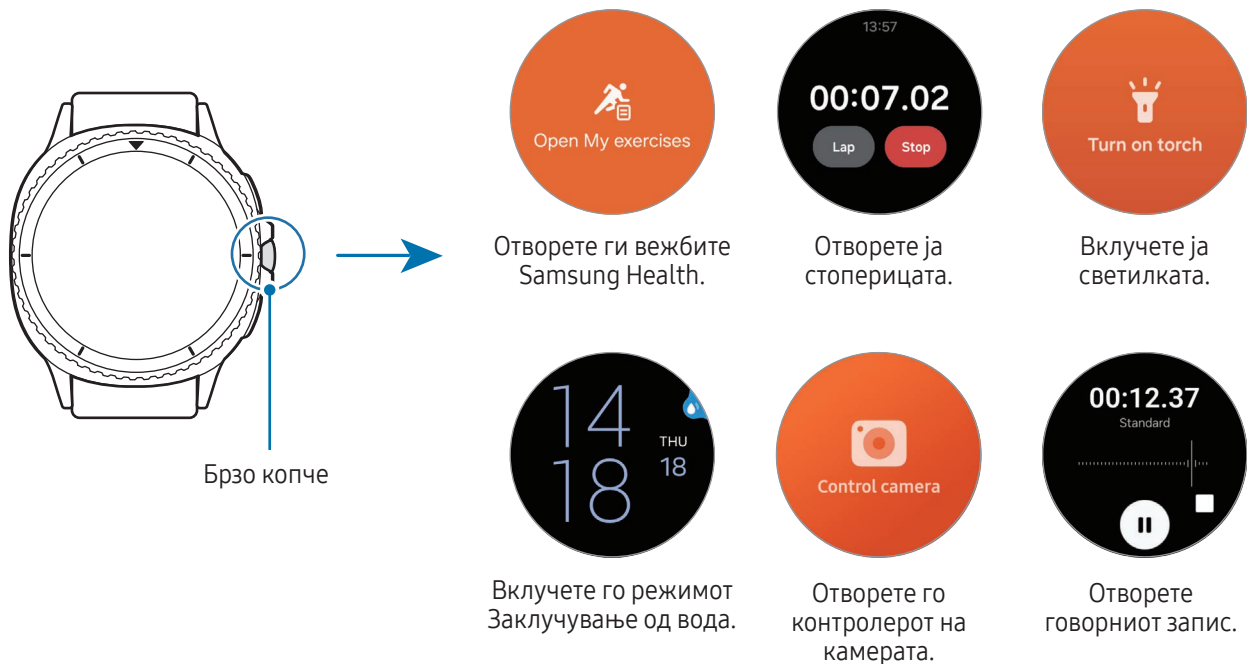 13:57
00:07.02
Lap
Stop
Open My exercises
Turn on torch
Отворете ги вежбите
Samsung Health.
Отворете ја
стоперицата.
Вклучете ја
светилката.
Брзо копче
14
18
THU
18
Control camera
00:12.37
Standard
Вклучете го режимот
Заклучување од вода.
Отворете го
контролерот на
камерата.
Отворете
говорниот запис.